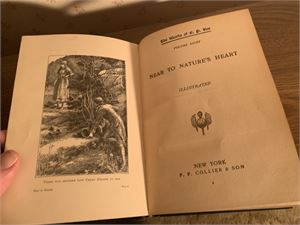 The Works of E. P. Roe
VOLUME EIGHT
NEAR TO NATURE'S HEART
ILLUSTRATED
NEW YORK
P. F. COLLIER & SON